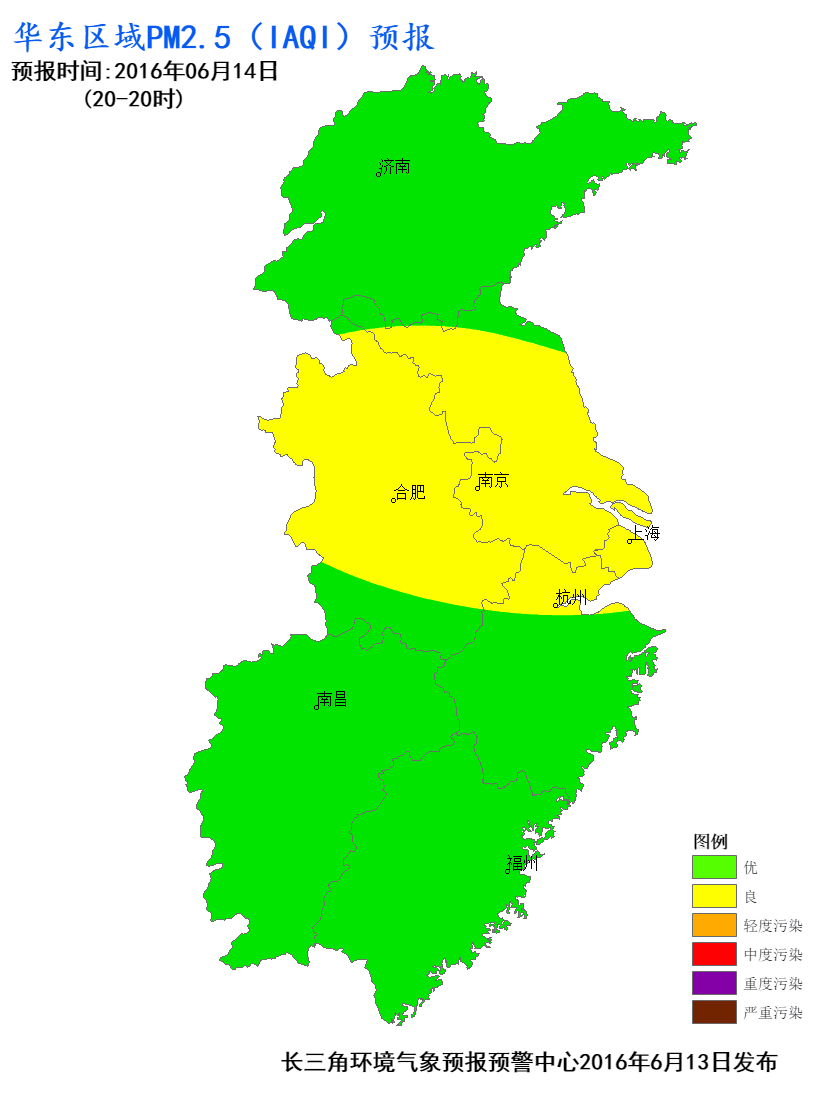 华东区域PM2.5（IAQI）预报
预报时间:2016年06月14日
(20-20时)
济南
南京
合肥
上海
杭州
南昌
福州
图例
优
良
轻度污染
中度污染
重度污染
严重污染
长三角环境气象预报预警中心2016年6月13日发布